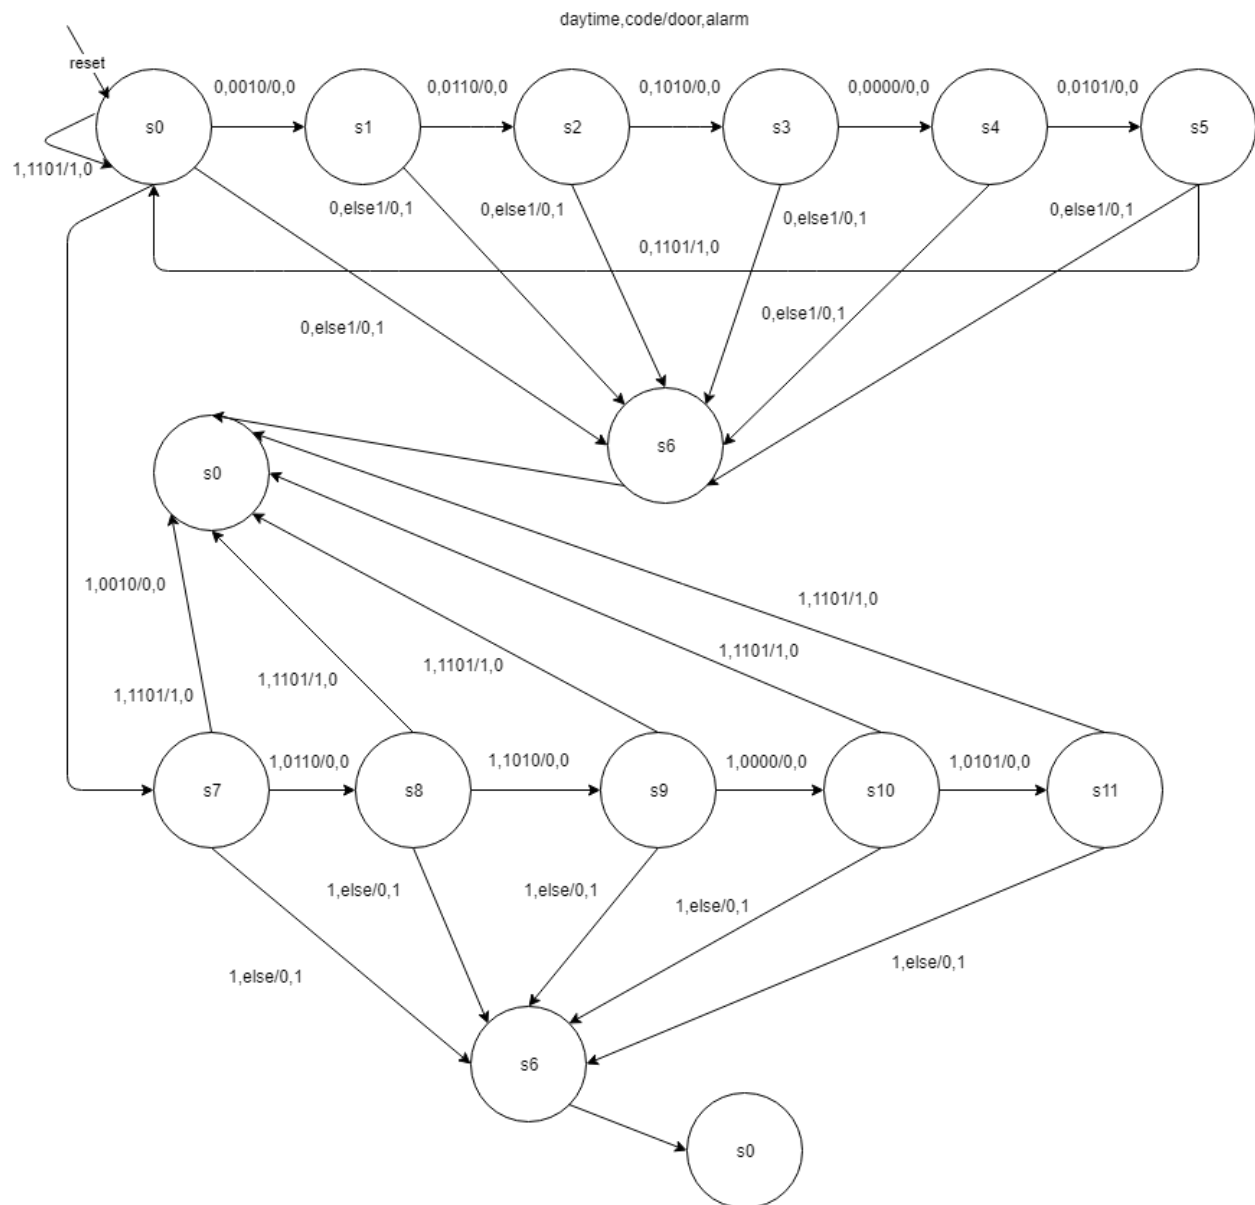 daytime,code/door,alarm
reset
0,0010/0,0
0,0110/0,0
0,1010/0,0
0,0000/0,0
0,0101/0,0
s0
s1
s2
s3
s4
s5
1,1101/1,0
0,else1/0,1
0,else1/0,1
0,else1/0,1
0,else1/0,1
0,1101/1,0
0,else1/0,1
0,else1/0,1
s6
s0
1,0010/0,0
1,1101/1,0
1,1101/1,0
1,1101/1,0
1,1101/1,0
1,1101/1,0
1,0110/0,0
1,1010/0,0
1,0000/0,0
1,0101/0,0
s7
s8
s9
s10
s11
1,else/0,1
1,else/0,1
1,else/0,1
1,else/0,1
1,else/0,1
s6
s0